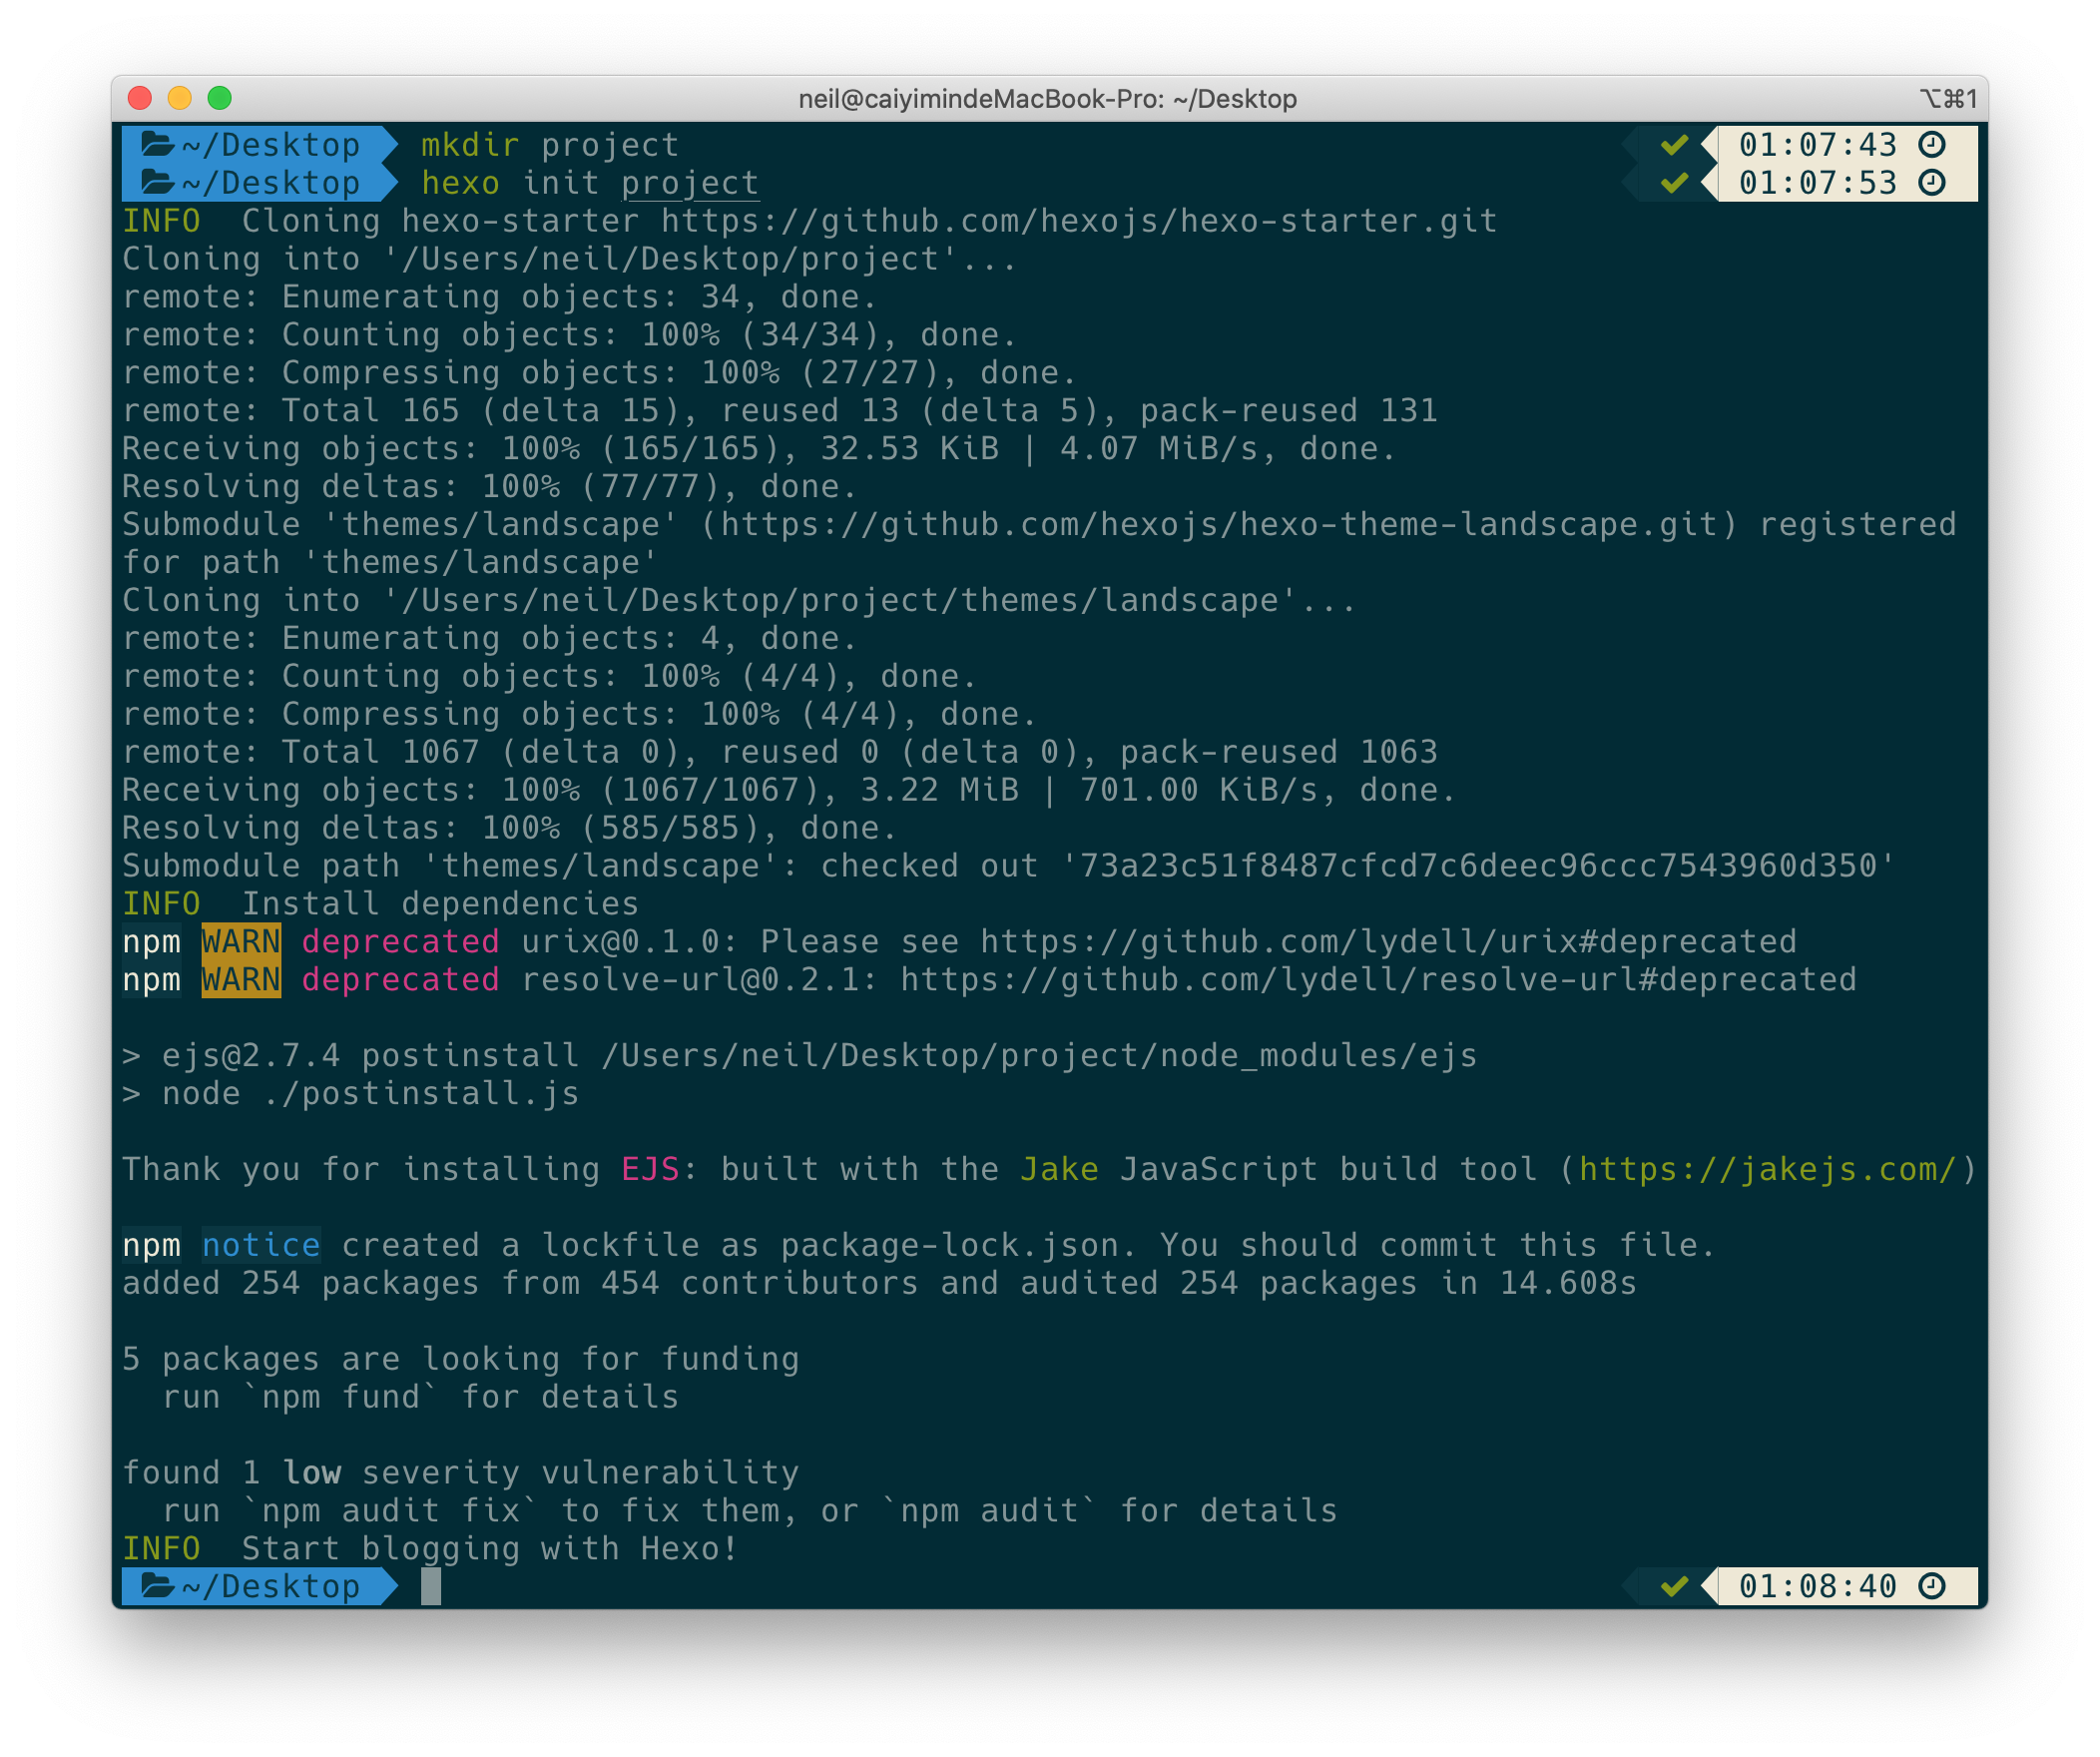 neil@caiyimindeMacBook-Pro: ~/Desktop ⌥⌘1
~/Desktop mkdir project 01:07:43
~/Desktop hexo init project 01:07:53
INFO  Cloning hexo-starter https://github.com/hexojs/hexo-starter.git
Cloning into '/Users/neil/Desktop/project'...
remote: Enumerating objects: 34, done.
remote: Counting objects: 100% (34/34), done.
remote: Compressing objects: 100% (27/27), done.
remote: Total 165 (delta 15), reused 13 (delta 5), pack-reused 131
Receiving objects: 100% (165/165), 32.53 KiB | 4.07 MiB/s, done.
Resolving deltas: 100% (77/77), done.
Submodule 'themes/landscape' (https://github.com/hexojs/hexo-theme-landscape.git) registered
for path 'themes/landscape'
Cloning into '/Users/neil/Desktop/project/themes/landscape'...
remote: Enumerating objects: 4, done.
remote: Counting objects: 100% (4/4), done.
remote: Compressing objects: 100% (4/4), done.
remote: Total 1067 (delta 0), reused 0 (delta 0), pack-reused 1063
Receiving objects: 100% (1067/1067), 3.22 MiB | 701.00 KiB/s, done.
Resolving deltas: 100% (585/585), done.
Submodule path 'themes/landscape': checked out '73a23c51f8487cfcd7c6deec96ccc7543960d350'
INFO  Install dependencies
npm WARN deprecated urix@0.1.0: Please see https://github.com/lydell/urix#deprecated
npm WARN deprecated resolve-url@0.2.1: https://github.com/lydell/resolve-url#deprecated
> ejs@2.7.4 postinstall /Users/neil/Desktop/project/node_modules/ejs
> node ./postinstall.js
Thank you for installing EJS: built with the Jake JavaScript build tool (https://jakejs.com/)
npm notice created a lockfile as package-lock.json. You should commit this file.
added 254 packages from 454 contributors and audited 254 packages in 14.608s
5 packages are looking for funding
  run `npm fund` for details
found 1 low severity vulnerability
  run `npm audit fix` to fix them, or `npm audit` for details
INFO  Start blogging with Hexo!
~/Desktop 01:08:40